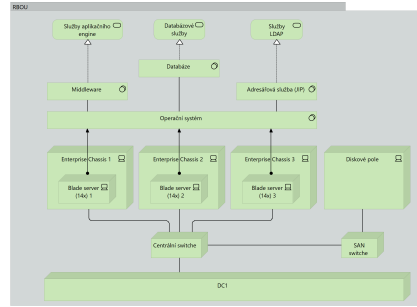 RBOU
Služby aplikačního
engine
Databázové
služby
Služby
LDAP
Databáze
Middleware
Adresářová služba (JIP)
Operační systém
Enterprise Chassis 1
Enterprise Chassis 2
Enterprise Chassis 3
Diskové pole
Blade server
(14x) 1
Blade server
(14x) 2
Blade server
(14x) 3
Centrální switche
SAN
switche
DC1